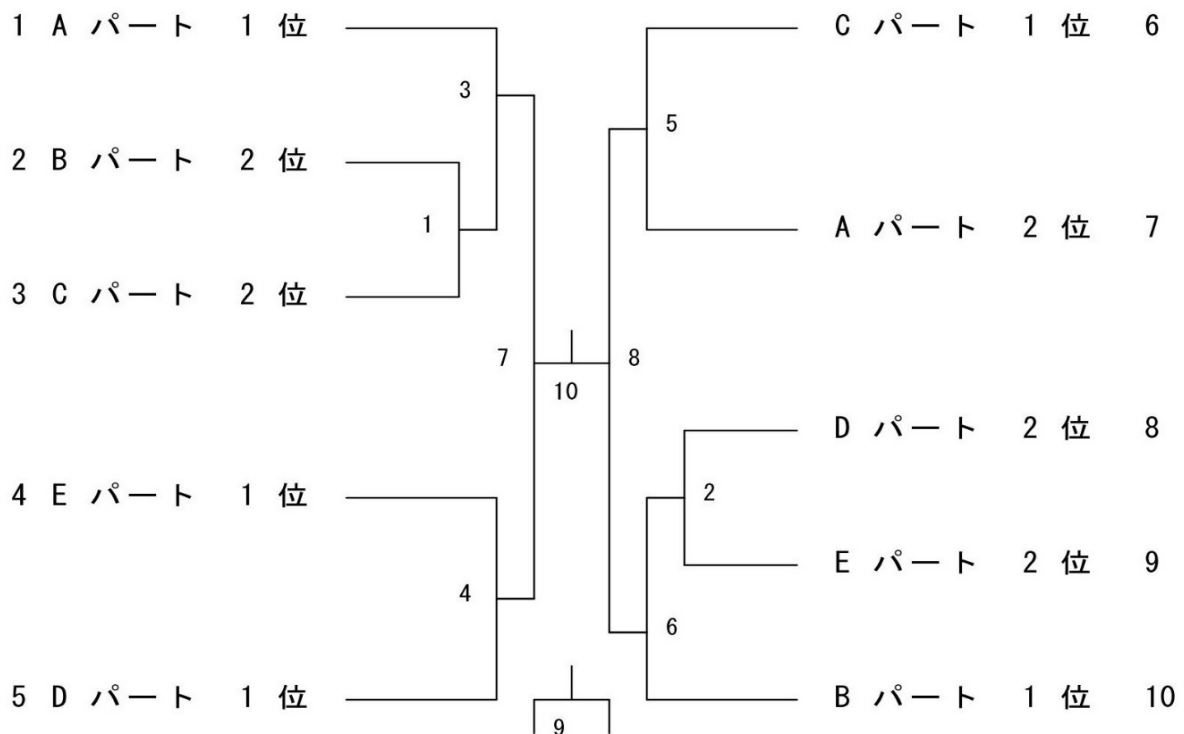 1 A パート 1 位
3
2 B パート 2 位
1
3 C パート 2 位
7
4 E パート 1 位
4
5 D パート 1 位
10
9
C パート 1 位 6
5
A パート 2 位 7
8
D パート 2 位 8
2
E パート 2 位 9
6
B パート 1 位 10